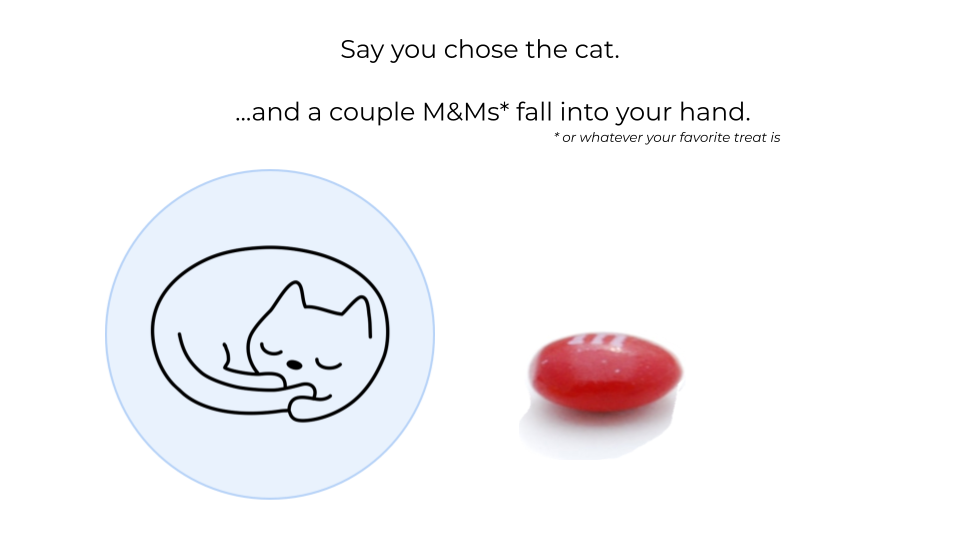 Say you chose the cat.
...and a couple M&Ms* fall into your hand.
* or whatever your favorite treat is
m